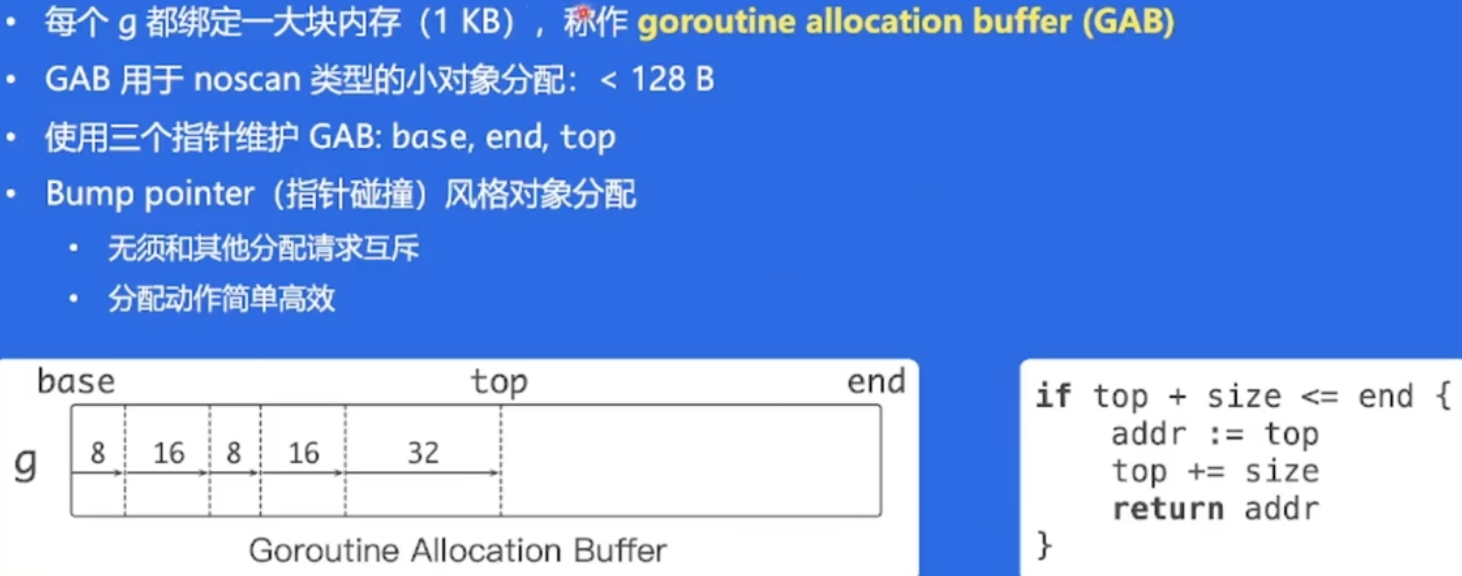 • 每个 g 都绑定一大块内存（1 KB），称作 goroutine allocation buffer (GAB)
• GAB 用于 noscan 类型的小对象分配：< 128 B
• 使用三个指针维护 GAB: base, end, top
• Bump pointer（指针碰撞）风格对象分配
• 无须和其他分配请求互斥
• 分配动作简单高效
base top end
g 8 16 8 16 32
Goroutine Allocation Buffer
if top + size <= end {
addr := top
top += size
return addr
}